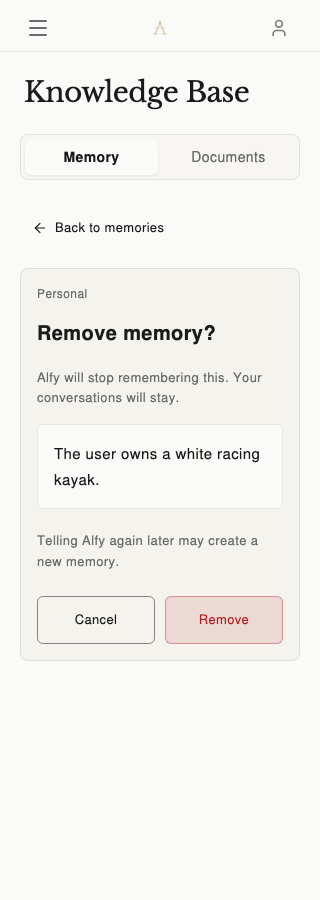 Knowledge Base
Memory
Documents
Back to memories
Personal
Remove memory?
Alfy will stop remembering this. Your
conversations will stay.
The user owns a white racing
kayak.
Telling Alfy again later may create a
new memory.
Cancel
Remove